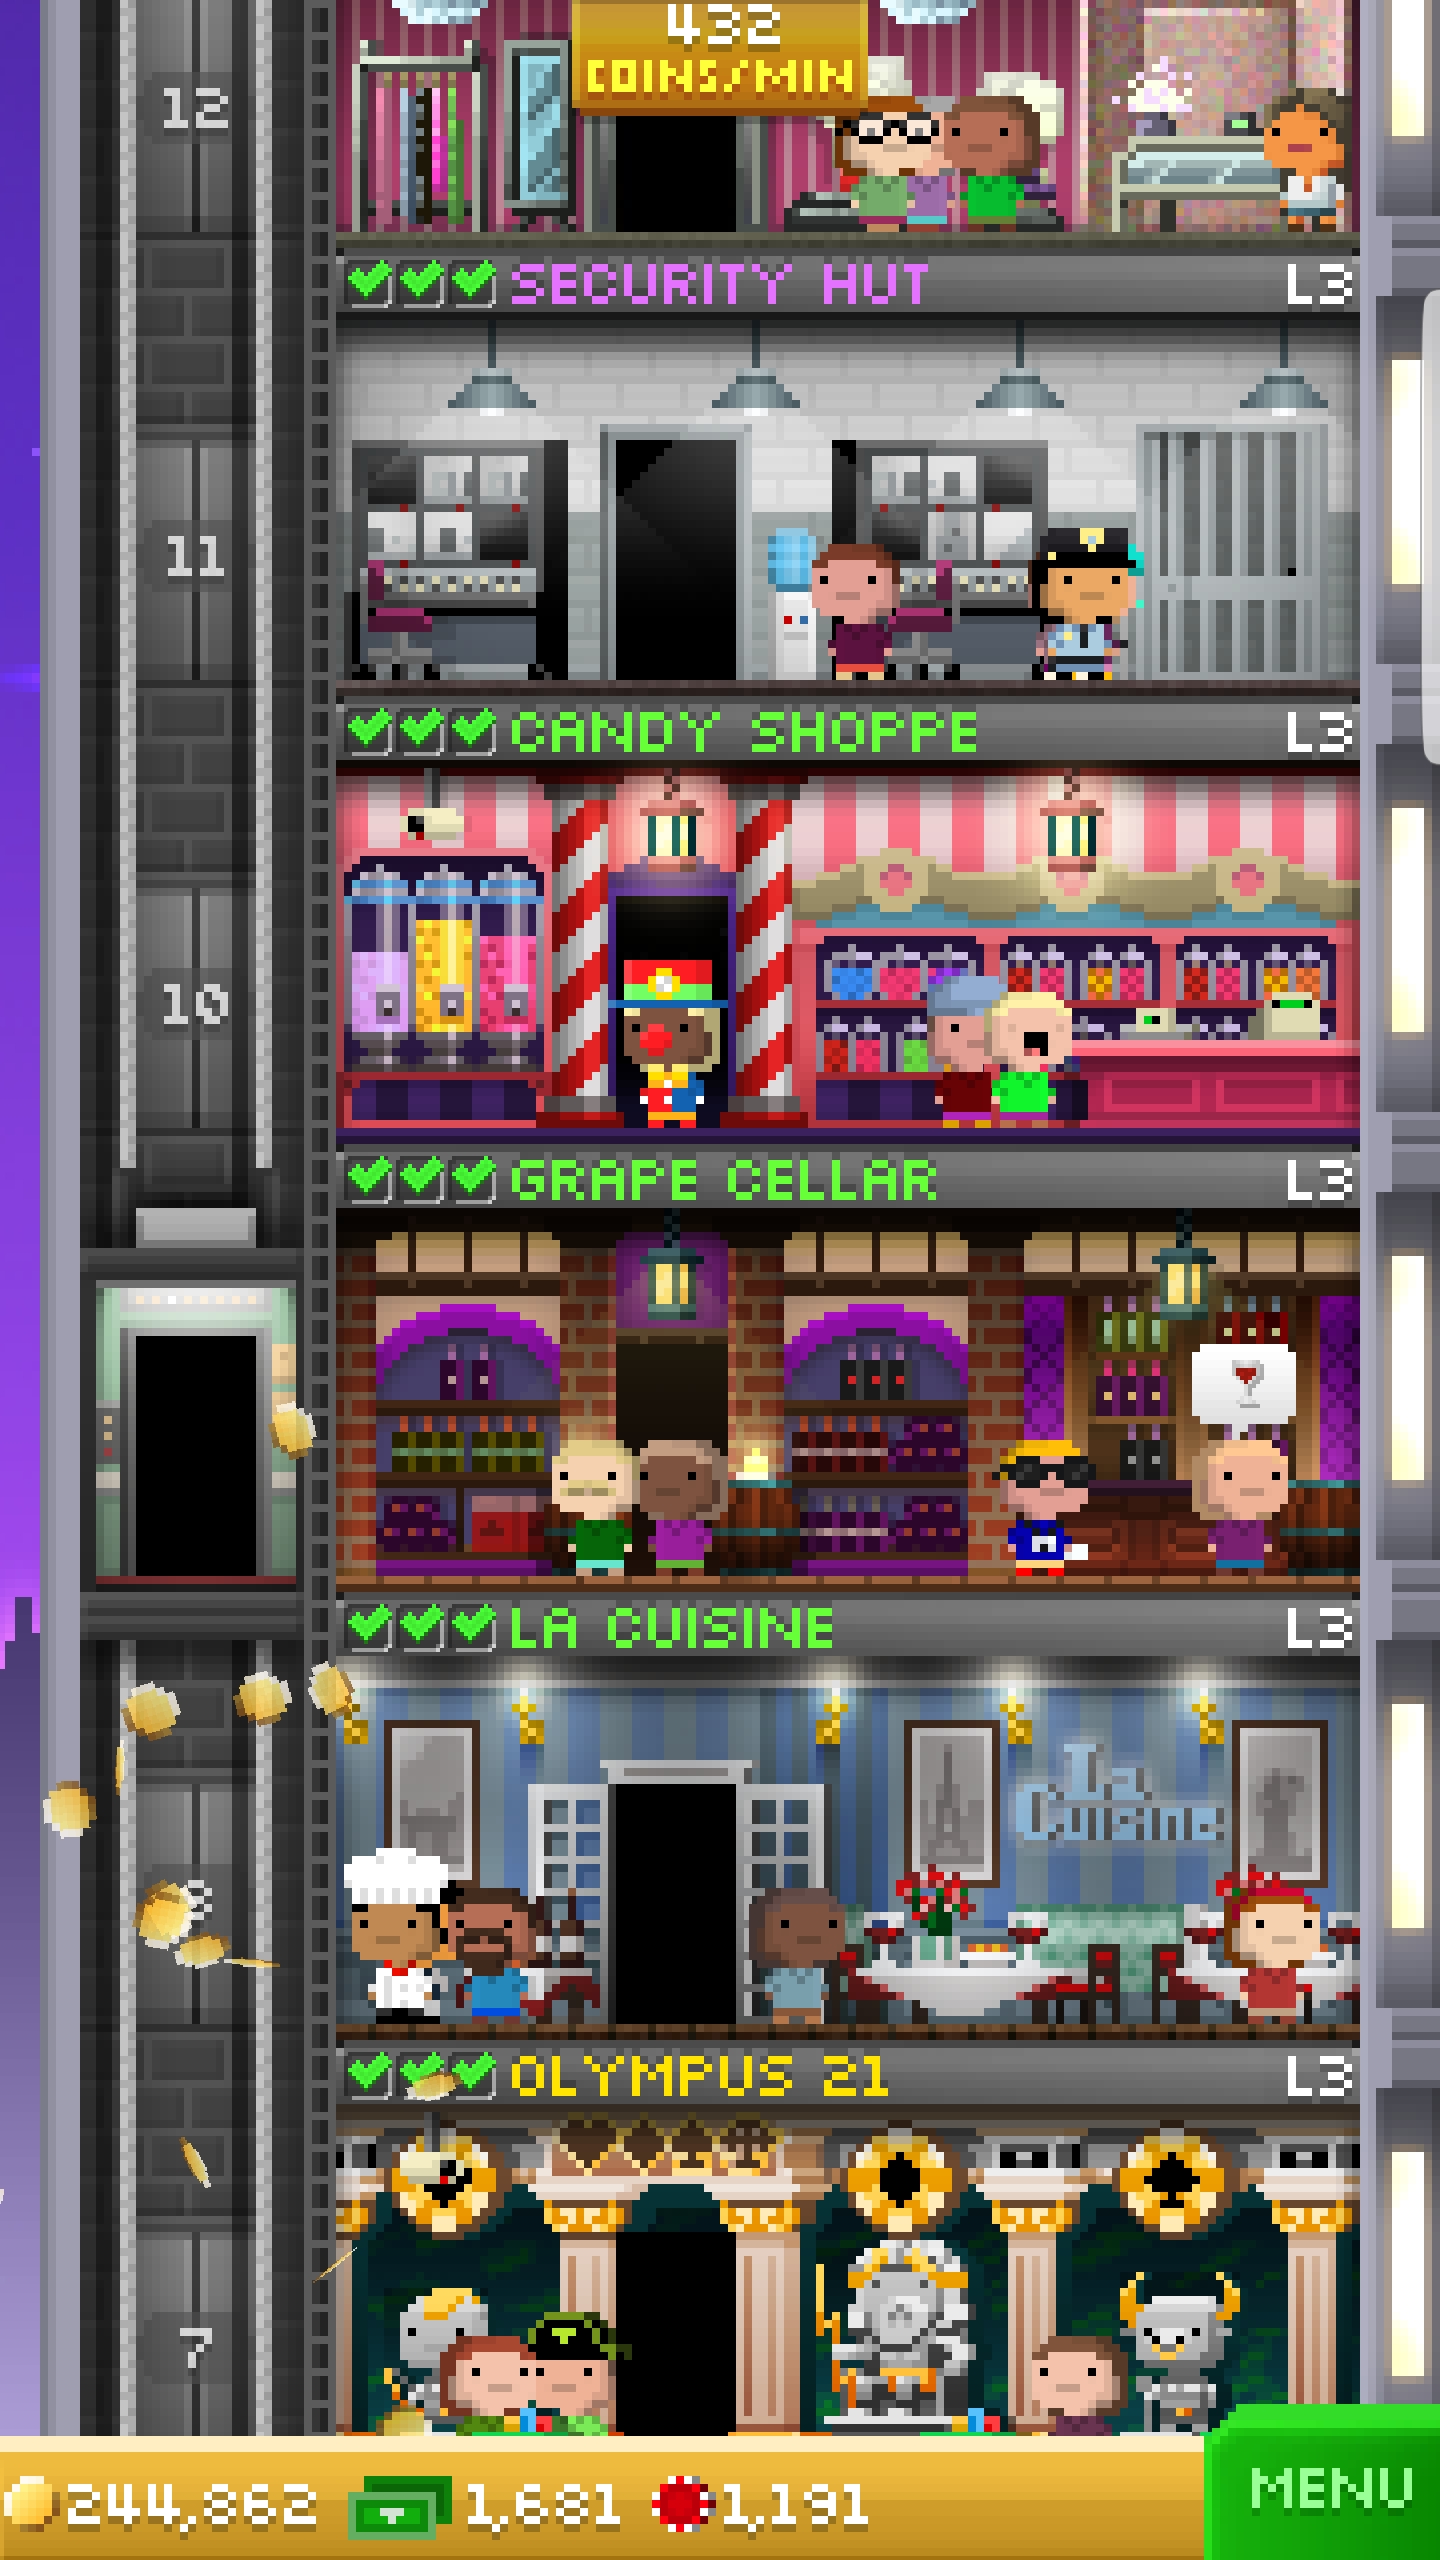 432
COINS/MIN
12
SECURITY HUT L3
11
CANDY SHOPPE L3
10
GRAPE CELLAR L3
LA CUISINE L3
La
Cuisine
8
OLYMPUS 21 L3
7
244,862 1,681 1,191
MENU